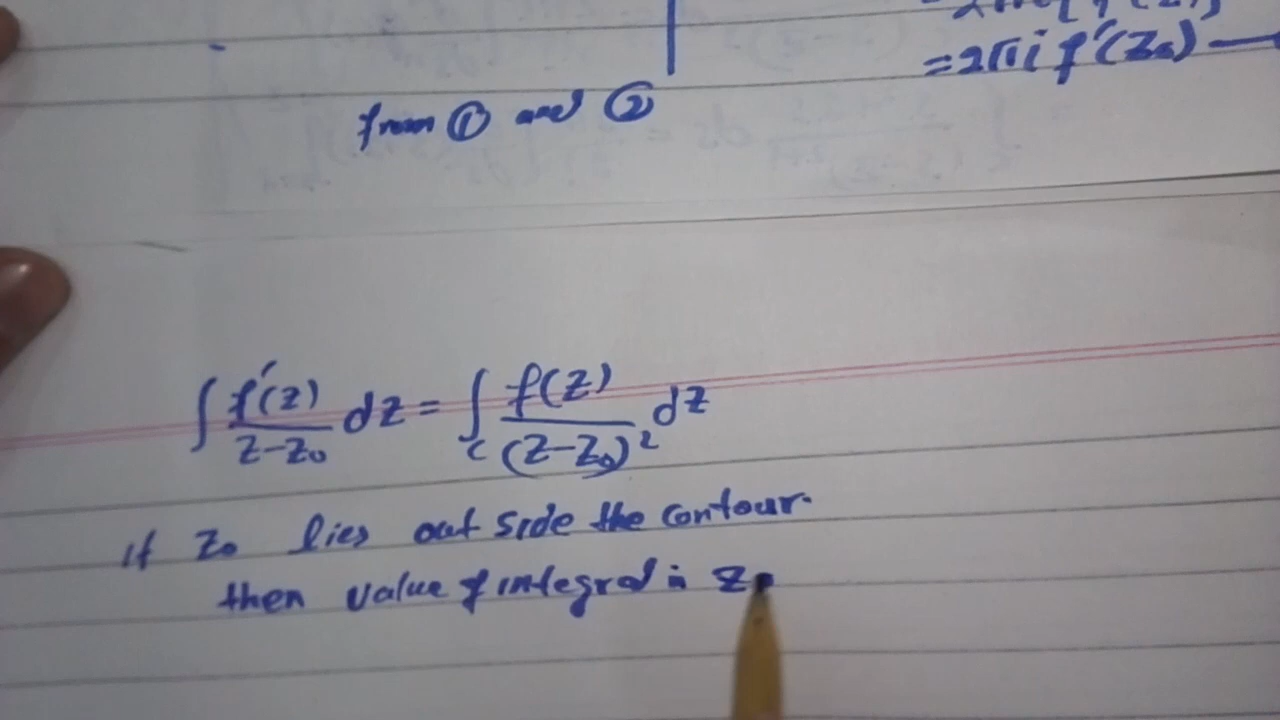 = 2πi f'(z₀) —
from ① and ②
∫ f'(z)/(z-z₀) dz = ∫_c f(z)/(z-z₀)² dz
if z₀ lies out side the contour.
then value of integral is